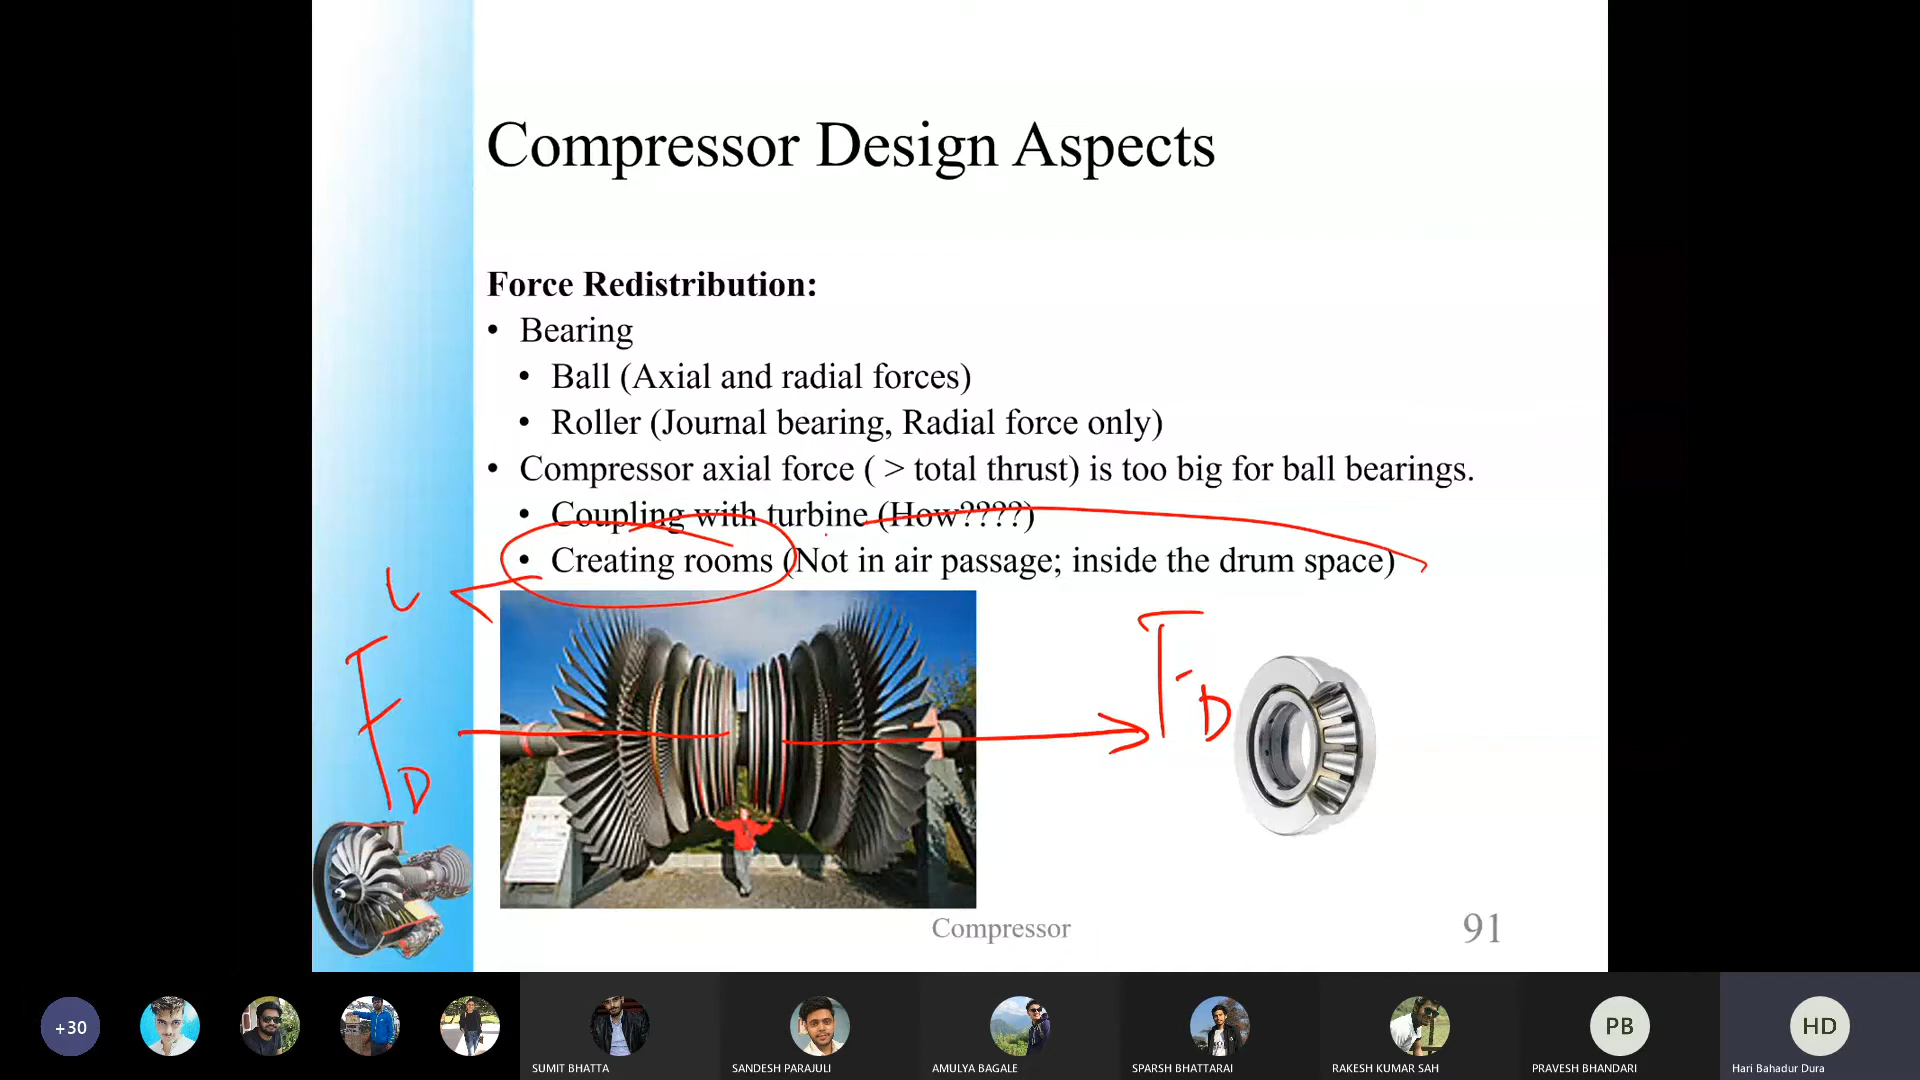 Compressor Design Aspects
Force Redistribution:
• Bearing
• Ball (Axial and radial forces)
• Roller (Journal bearing, Radial force only)
• Compressor axial force ( > total thrust) is too big for ball bearings.
• Coupling with turbine (How????)
• Creating rooms (Not in air passage; inside the drum space)
F_D
F_D
Compressor
91
+30
PB
HD
SUMIT BHATTA
SANDESH PARAJULI
AMULYA BAGALE
SPARSH BHATTARAI
RAKESH KUMAR SAH
PRAVESH BHANDARI
Hari Bahadur Dura